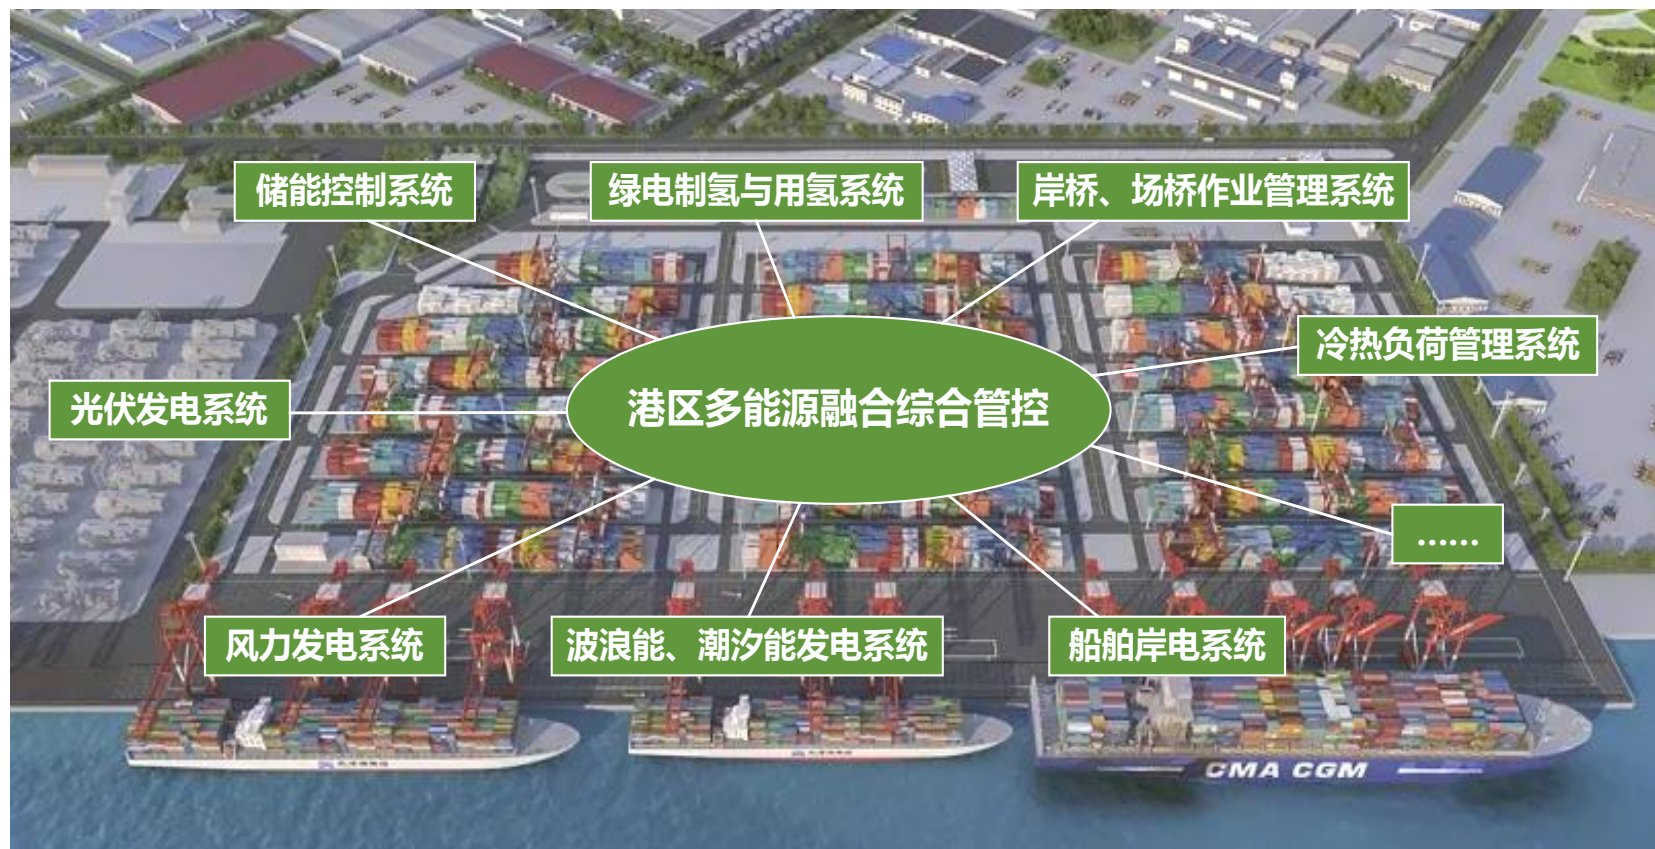 储能控制系统
绿电制氢与用氢系统
岸桥、场桥作业管理系统
冷热负荷管理系统
光伏发电系统
港区多能源融合综合管控
……
风力发电系统
波浪能、潮汐能发电系统
船舶岸电系统
CMA CGM